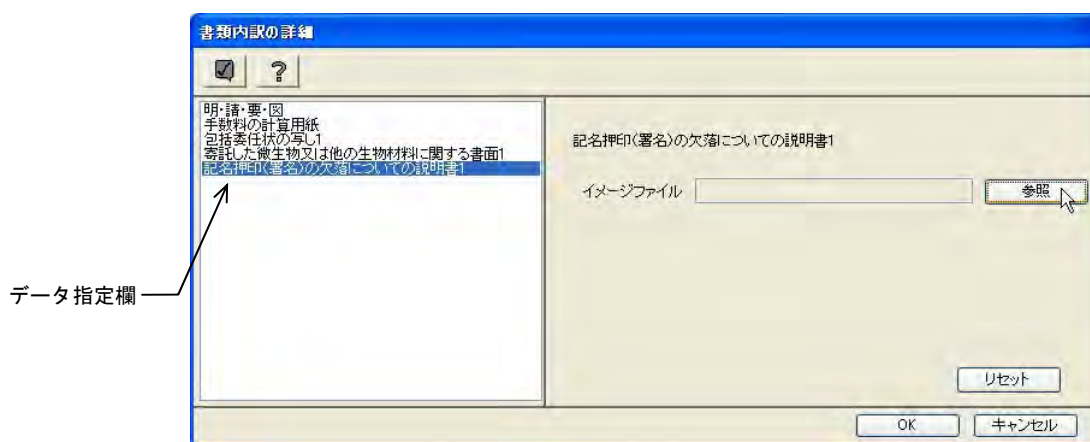 書類内訳の詳細
?
明・請・要・図
手数料の計算用紙
包括委任状の写し1
寄託した微生物又は他の生物材料に関する書面1
記名押印(署名)の欠落についての説明書1
記名押印(署名)の欠落についての説明書1
イメージファイル
参照
データ指定欄
リセット
OK
キャンセル